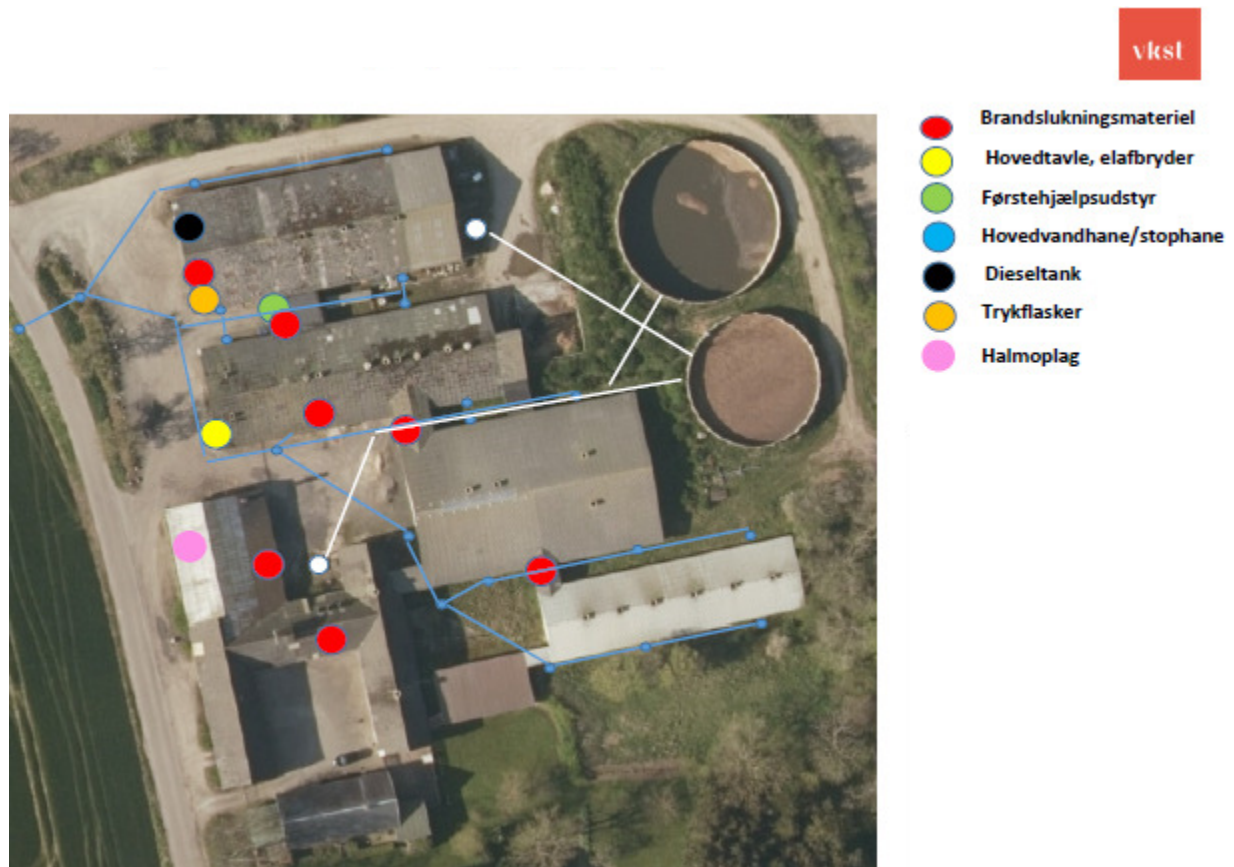 vkst
Brandslukningsmateriel
Hovedtavle, elafbryder
Førstehjælpsudstyr
Hovedvandhane/stophane
Dieseltank
Trykflasker
Halmoplag